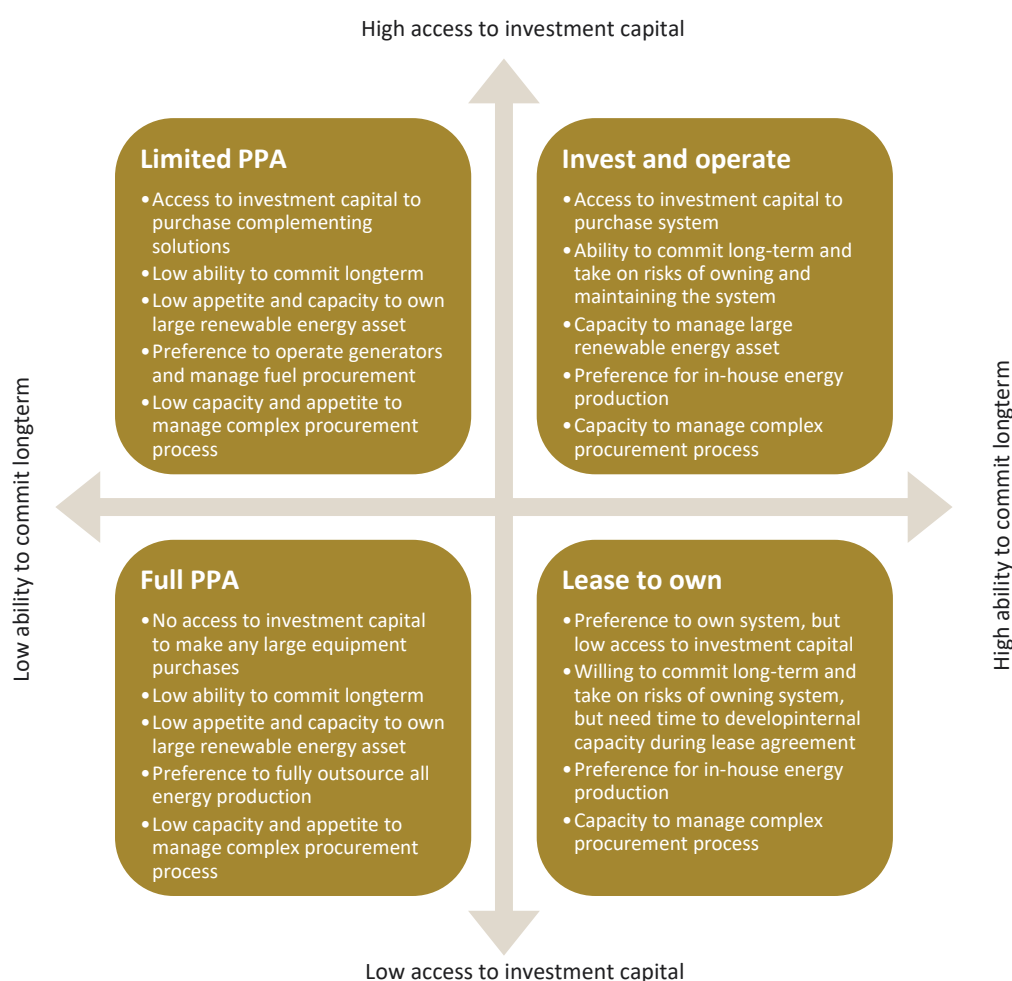 High access to investment capital
Limited PPA
•Access to investment capital to
purchase complementing
solutions
•Low ability to commit longterm
•Low appetite and capacity to own
large renewable energy asset
•Preference to operate generators
and manage fuel procurement
•Low capacity and appetite to
manage complex procurement
process
Invest and operate
•Access to investment capital to
purchase system
•Ability to commit long-term and
take on risks of owning and
maintaining the system
•Capacity to manage large
renewable energy asset
•Preference for in-house energy
production
•Capacity to manage complex
procurement process
Low ability to commit longterm
High ability to commit longterm
Full PPA
•No access to investment capital
to make any large equipment
purchases
•Low ability to commit longterm
•Low appetite and capacity to own
large renewable energy asset
•Preference to fully outsource all
energy production
•Low capacity and appetite to
manage complex procurement
process
Lease to own
•Preference to own system, but
low access to investment capital
•Willing to commit long-term and
take on risks of owning system,
but need time to developinternal
capacity during lease agreement
•Preference for in-house energy
production
•Capacity to manage complex
procurement process
Low access to investment capital